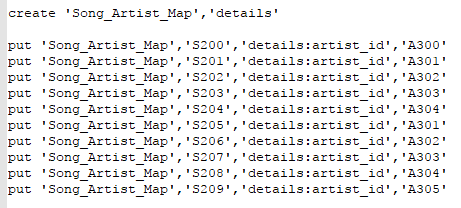 create 'Song_Artist_Map','details'
put 'Song_Artist_Map','S200','details:artist_id','A300'
put 'Song_Artist_Map','S201','details:artist_id','A301'
put 'Song_Artist_Map','S202','details:artist_id','A302'
put 'Song_Artist_Map','S203','details:artist_id','A303'
put 'Song_Artist_Map','S204','details:artist_id','A304'
put 'Song_Artist_Map','S205','details:artist_id','A301'
put 'Song_Artist_Map','S206','details:artist_id','A302'
put 'Song_Artist_Map','S207','details:artist_id','A303'
put 'Song_Artist_Map','S208','details:artist_id','A304'
put 'Song_Artist_Map','S209','details:artist_id','A305'